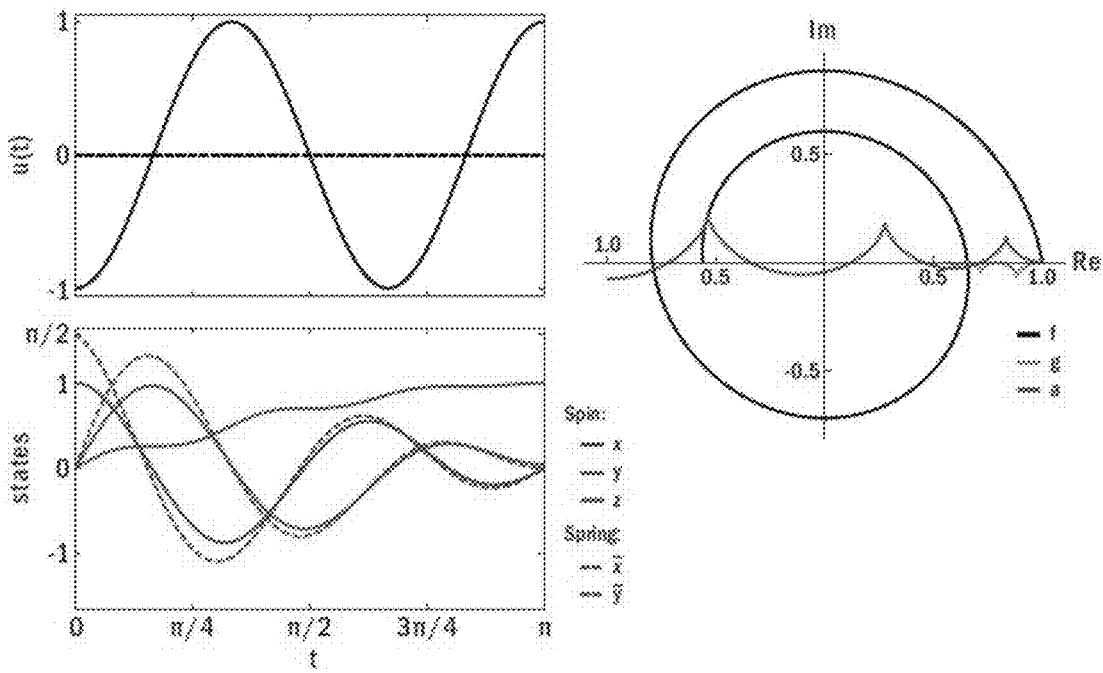 1
u(t)
0
-1
n/2
1
states
0
-1
0
n/4
n/2
3n/4
n
t
Spin:
x
y
z
Spring:
x̄
ȳ
Im
0.5
1.0
0.5
0.5
1.0
Re
-0.5
f
g
a